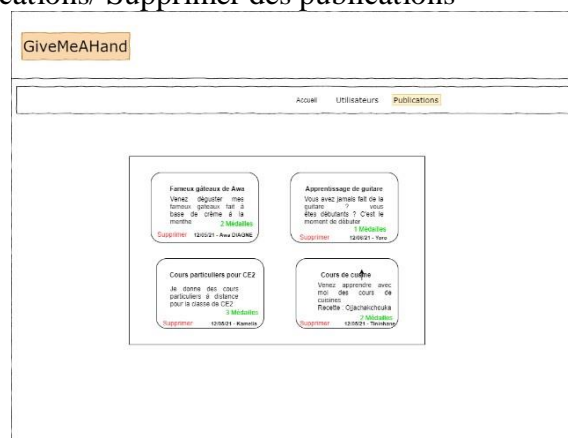 cations/ Supprimer des publications
GiveMeAHand
Accueil Utilisateurs Publications
Fameux gâteaux de Awa
Venez déguster mes
fameux gateaux fait à
base de crème à la
menthe
2 Médailles
Supprimer 12/05/21 - Awa DIAGNE
Apprentissage de guitare
Vous avez jamais fait de la
guitare ? vous
êtes débutants ? C'est le
moment de débuter
1 Médailles
Supprimer 12/05/21 - Yero
Cours particuliers pour CE2
Je donne des cours
particuliers à distance
pour la classe de CE2
3 Médailles
Supprimer 12/05/21 - Kamelia
Cours de cuisine
Venez apprendre avec
moi des cours de
cuisines
Recette : Ojjachakchouka
7 Médailles
Supprimer 12/05/21 -